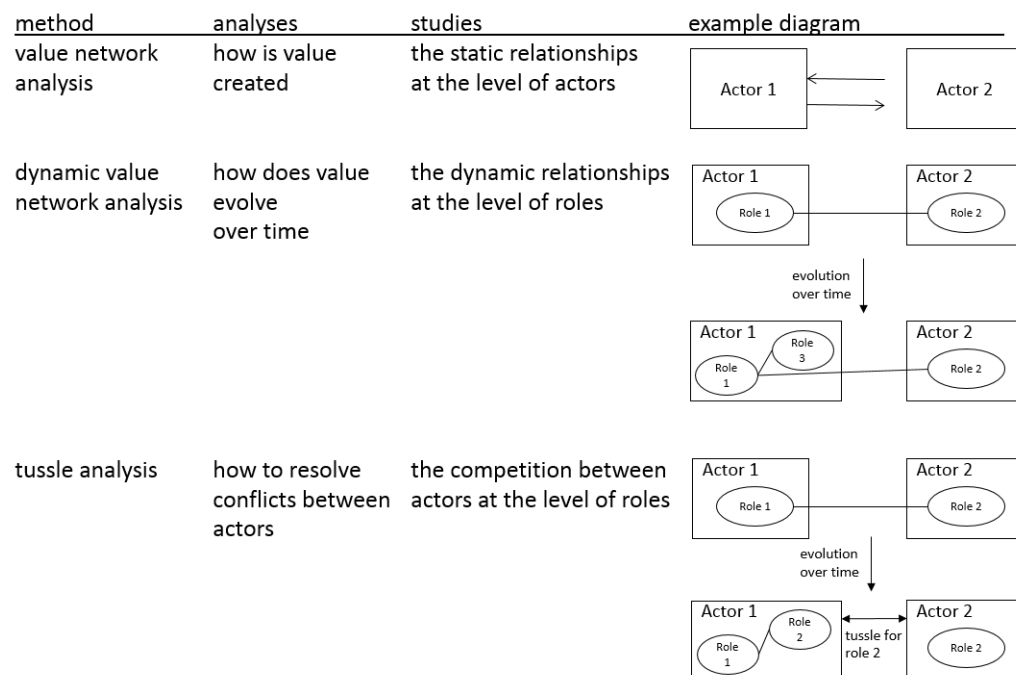 method analyses studies example diagram
value network how is value the static relationships
analysis created at the level of actors
Actor 1 Actor 2
dynamic value how does value the dynamic relationships
network analysis evolve at the level of roles
over time
Actor 1 Actor 2
Role 1 Role 2
evolution
over time
Actor 1 Actor 2
Role
3
Role
1
Role 2
tussle analysis how to resolve the competition between
conflicts between actors at the level of roles
actors
Actor 1 Actor 2
Role 1 Role 2
evolution
over time
Actor 1 Actor 2
Role
2
Role
1
tussle for
role 2
Role 2